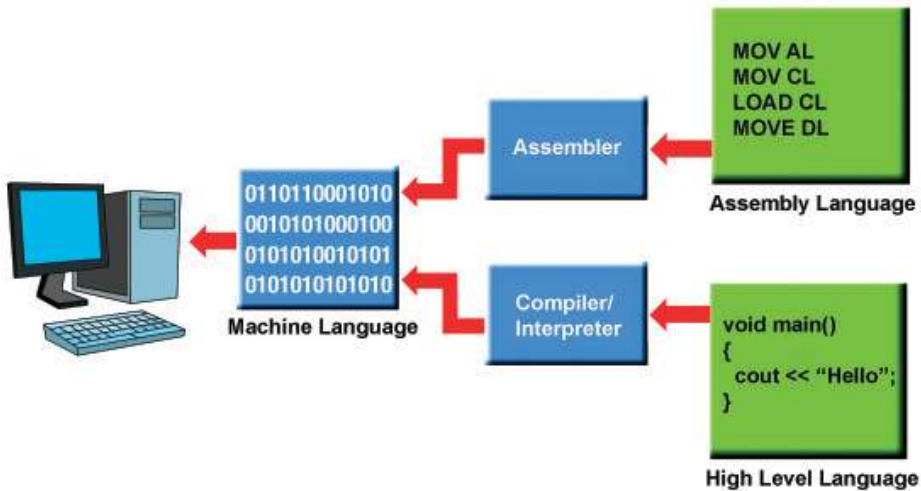 MOV AL
MOV CL
LOAD CL
MOVE DL
Assembly Language
Assembler
0110110001010
0010101000100
0101010010101
0101010101010
Machine Language
Compiler/
Interpreter
void main()
{
cout << “Hello”;
}
High Level Language